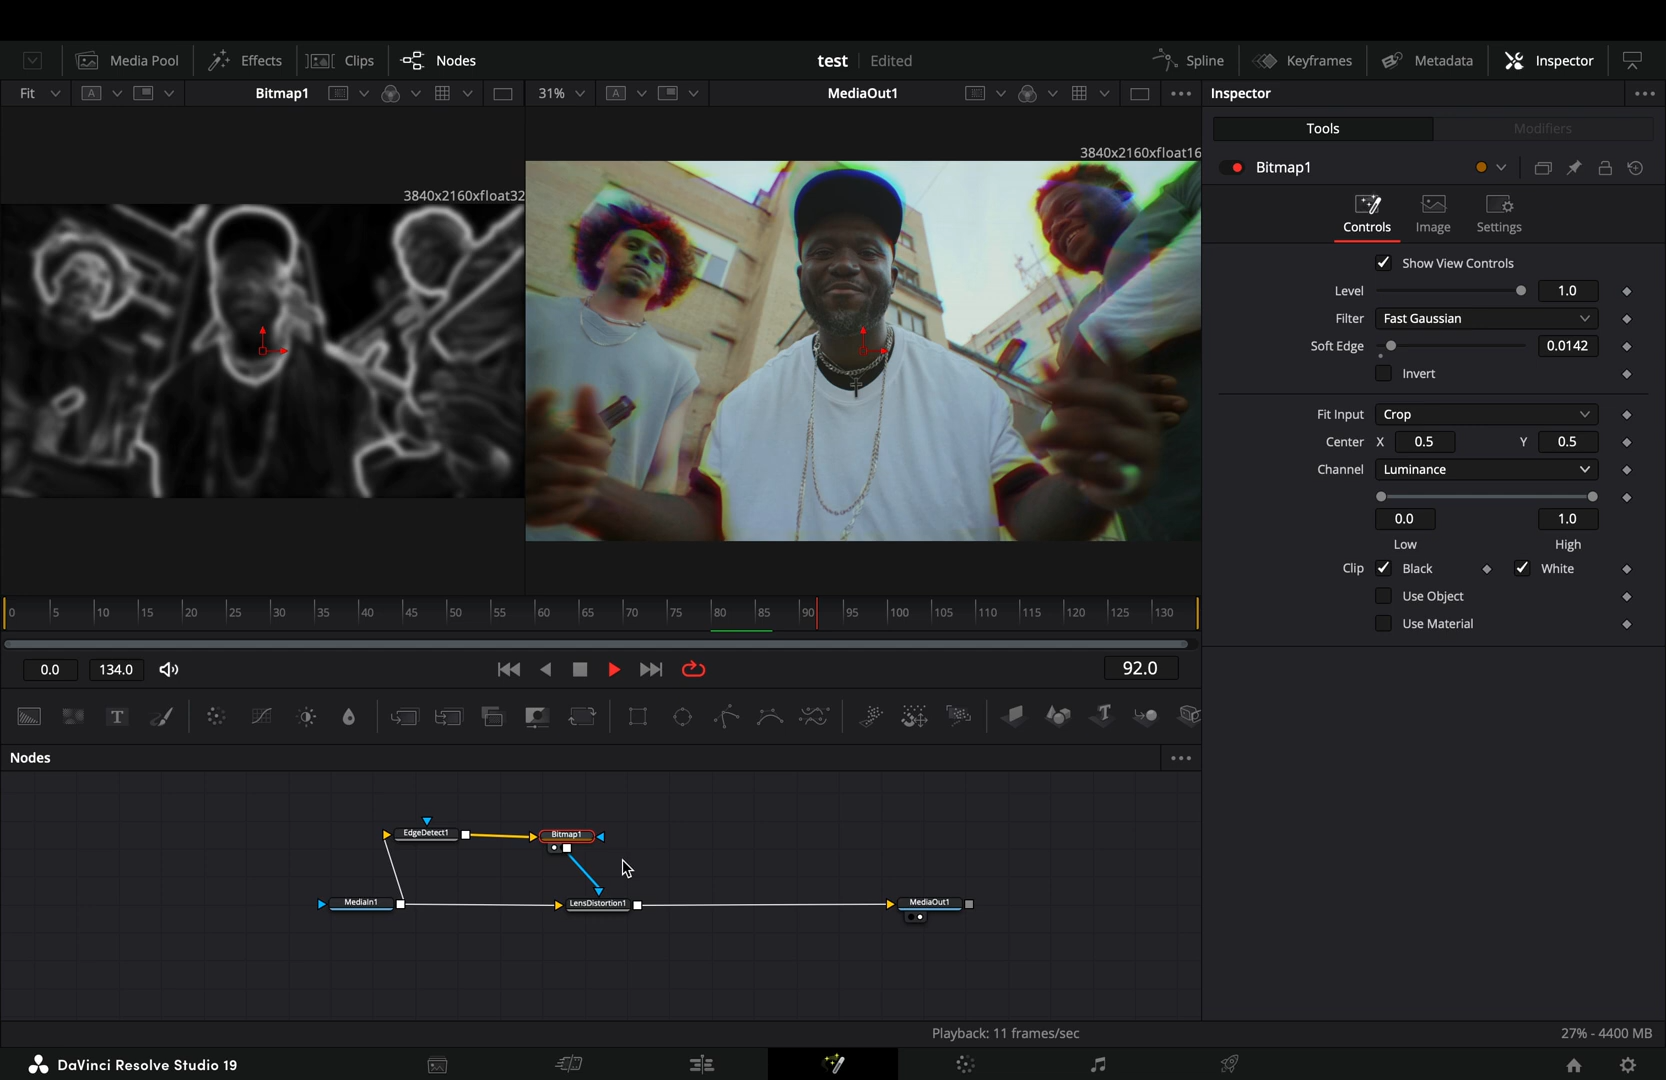 Media Pool Effects Clips Nodes test Edited Spline Keyframes Metadata Inspector
Fit A Bitmap1 31% A MediaOut1 Inspector
Tools Modifiers
3840x2160xfloat16
Bitmap1
3840x2160xfloat32
Controls Image Settings
Show View Controls
Level 1.0
Filter Fast Gaussian
Soft Edge 0.0142
Invert
Fit Input Crop
Center X 0.5 Y 0.5
Channel Luminance
0.0 1.0
Low High
Clip Black White
Use Object
Use Material
0 5 10 15 20 25 30 35 40 45 50 55 60 65 70 75 80 85 90 95 100 105 110 115 120 125 130
0.0 134.0 92.0
T T
Nodes
EdgeDetect1 Bitmap1
MediaIn1 LensDistortion1 MediaOut1
Playback: 11 frames/sec 27% - 4400 MB
DaVinci Resolve Studio 19